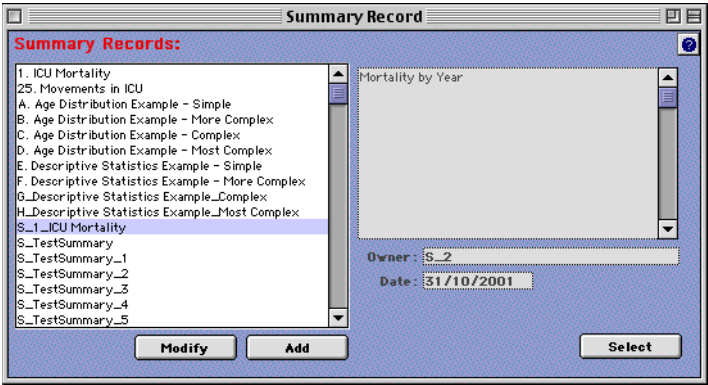 Summary Record
Summary Records:
?
1. ICU Mortality
25. Movements in ICU
A. Age Distribution Example - Simple
B. Age Distribution Example - More Complex
C. Age Distribution Example - Complex
D. Age Distribution Example - Most Complex
E. Descriptive Statistics Example - Simple
F. Descriptive Statistics Example - More Complex
G_Descriptive Statistics Example_Complex
H_Descriptive Statistics Example_Most Complex
S_1_ICU Mortality
S_TestSummary
S_TestSummary_1
S_TestSummary_2
S_TestSummary_3
S_TestSummary_4
S_TestSummary_5
Mortality by Year
Owner: S_2
Date: 31/10/2001
Modify
Add
Select